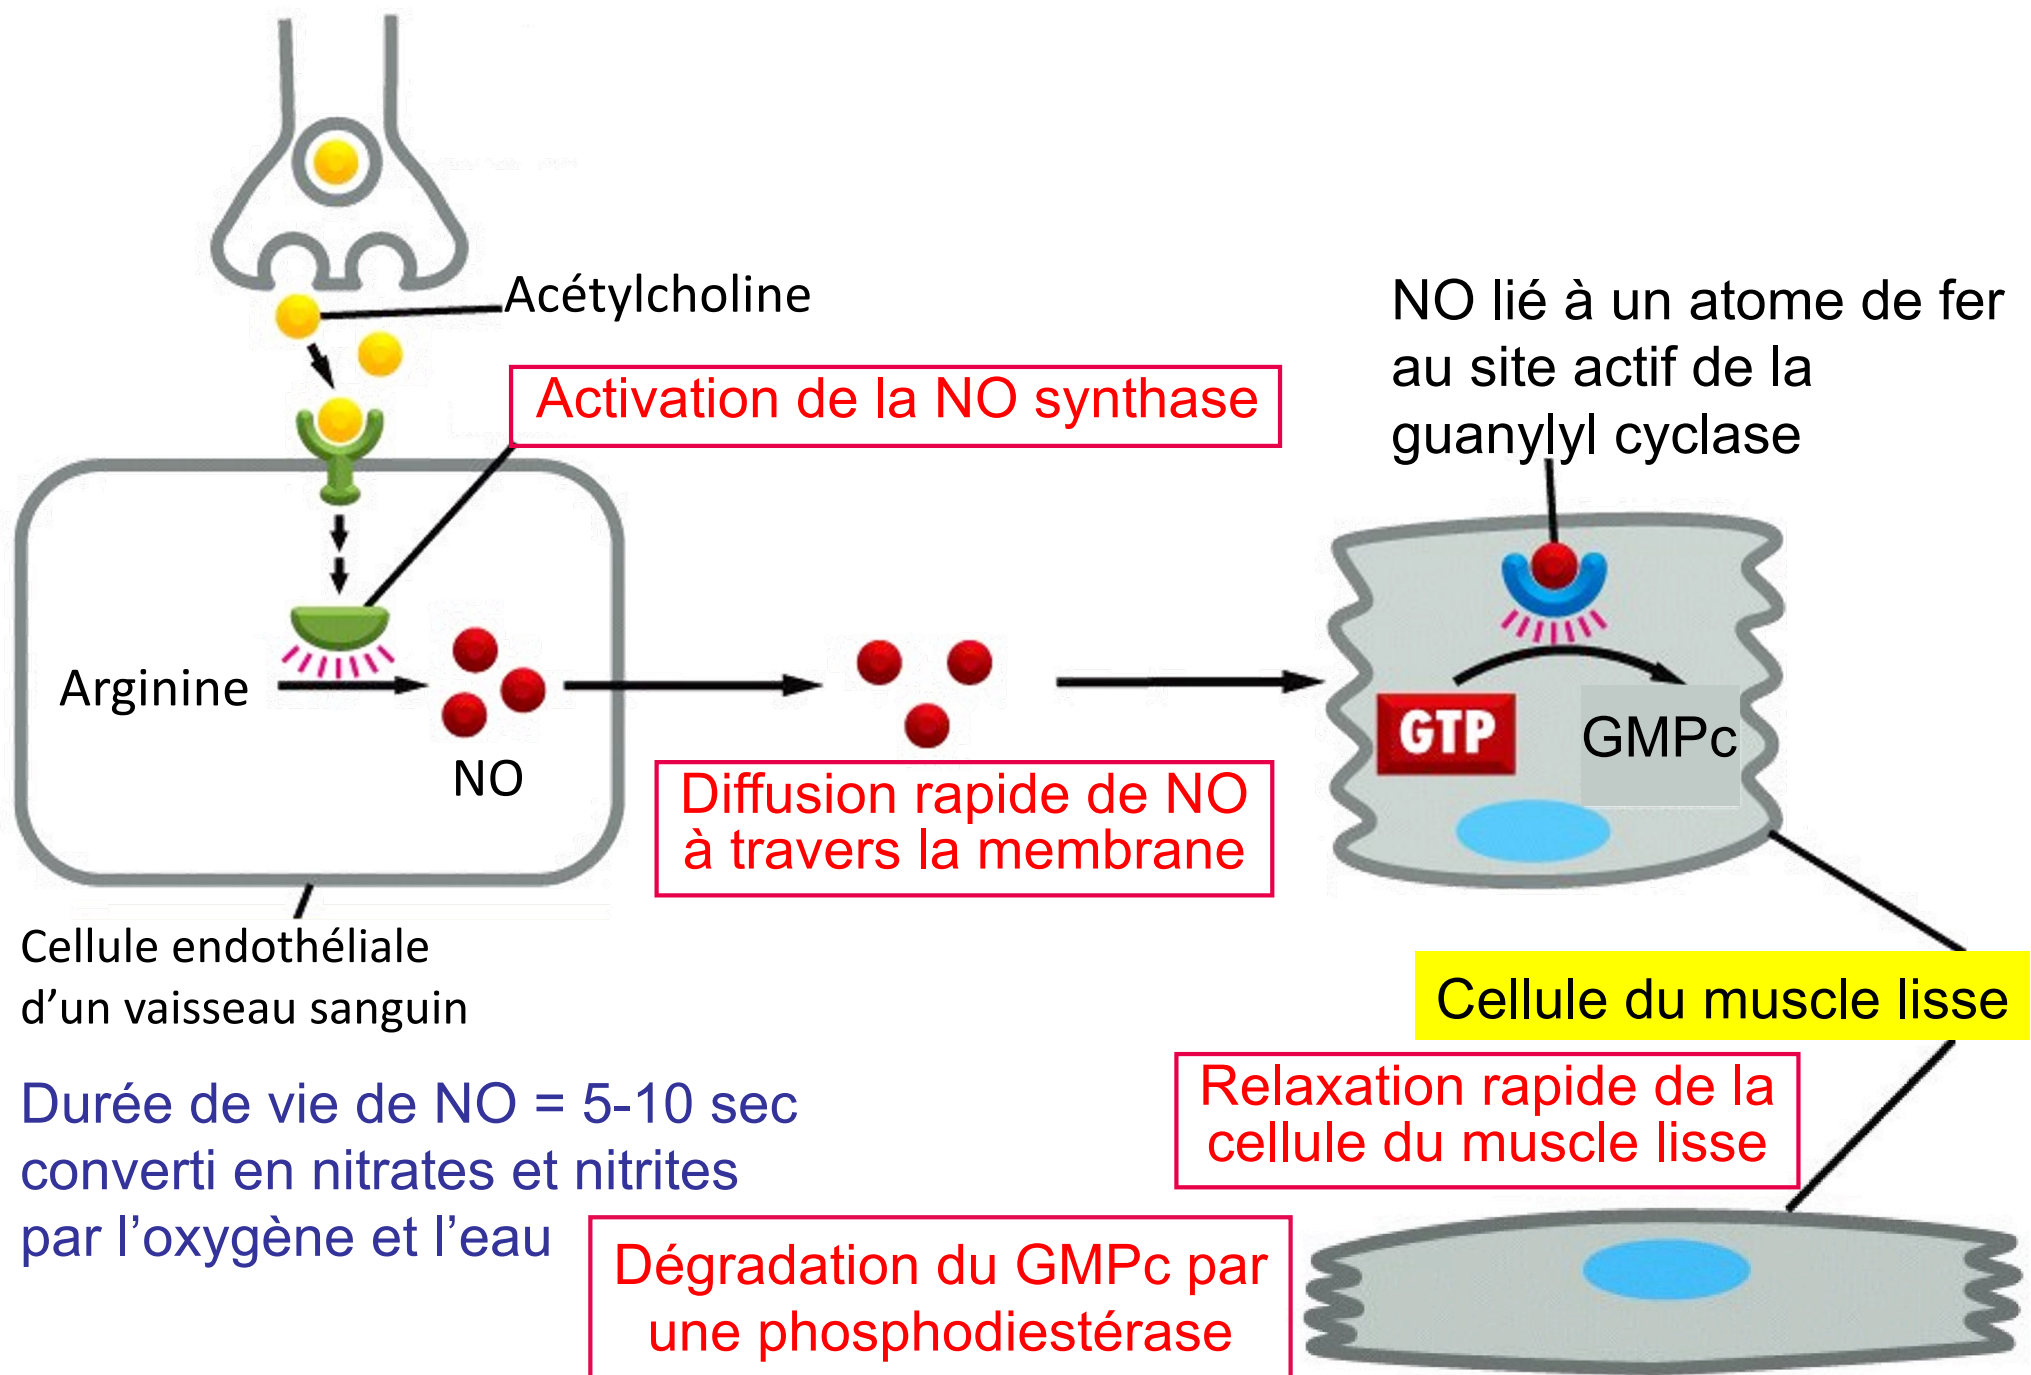 Acétylcholine
Activation de la NO synthase
NO lié à un atome de fer
au site actif de la
guanylyl cyclase
Arginine
NO
GTP
GMPc
Diffusion rapide de NO
à travers la membrane
Cellule endothéliale
d’un vaisseau sanguin
Cellule du muscle lisse
Durée de vie de NO = 5-10 sec
converti en nitrates et nitrites
par l’oxygène et l’eau
Relaxation rapide de la
cellule du muscle lisse
Dégradation du GMPc par
une phosphodiestérase